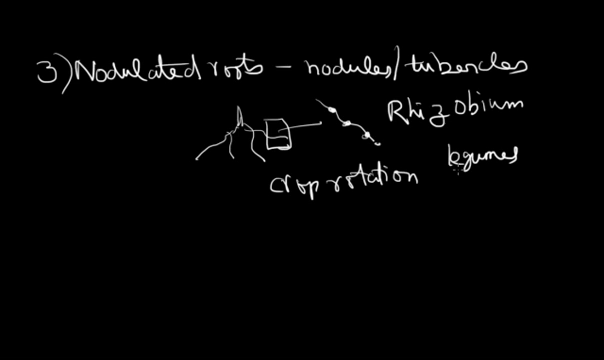 3) Nodulated roots - nodules/tubercles
Rhizobium
legumes
crop rotation